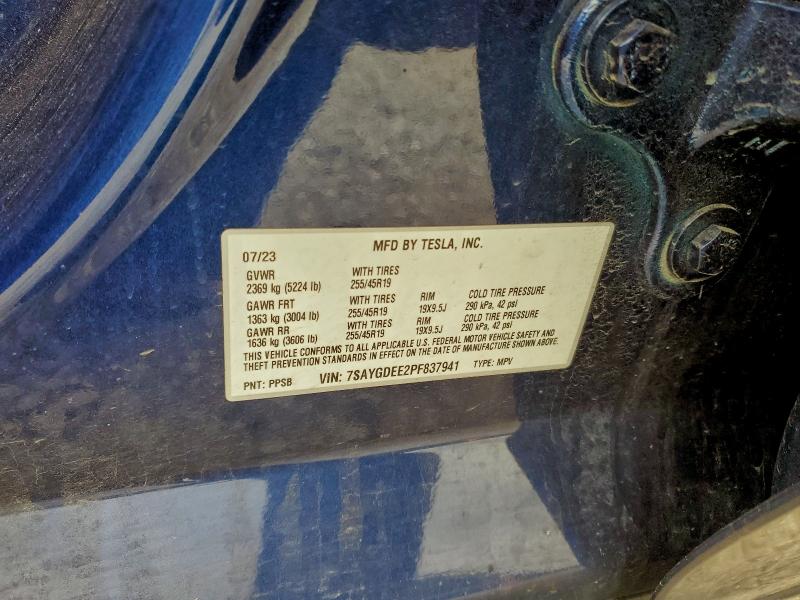 MFD BY TESLA, INC.
07/23
GVWR WITH TIRES
2369 kg (5224 lb) 255/45R19
GAWR FRT WITH TIRES RIM COLD TIRE PRESSURE
1363 kg (3004 lb) 255/45R19 19X9.5J 290 kPa, 42 psi
GAWR RR WITH TIRES RIM COLD TIRE PRESSURE
1636 kg (3606 lb) 255/45R19 19X9.5J 290 kPa, 42 psi
THIS VEHICLE CONFORMS TO ALL APPLICABLE U.S. FEDERAL MOTOR VEHICLE SAFETY AND
THEFT PREVENTION STANDARDS IN EFFECT ON THE DATE OF MANUFACTURE SHOWN ABOVE.
PNT: PPSB VIN: 7SAYGDEE2PF837941 TYPE: MPV